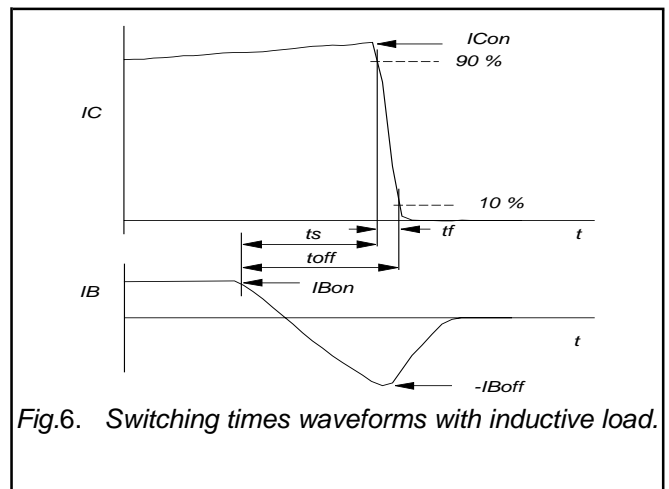 ICon
90 %
IC
10 %
ts
tf
t
toff
IB
IBon
t
-IBoff
Fig.6. Switching times waveforms with inductive load.